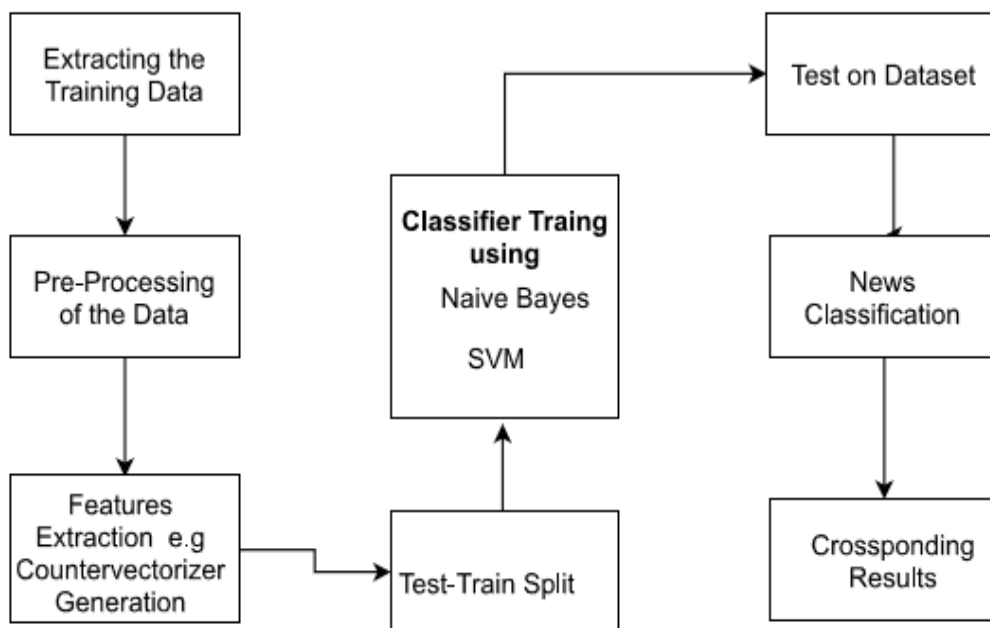 Extracting the
Training Data
Pre-Processing
of the Data
Features
Extraction e.g
Countervectorizer
Generation
Test-Train Split
Classifier Traing
using
Naive Bayes
SVM
Test on Dataset
News
Classification
Crossponding
Results